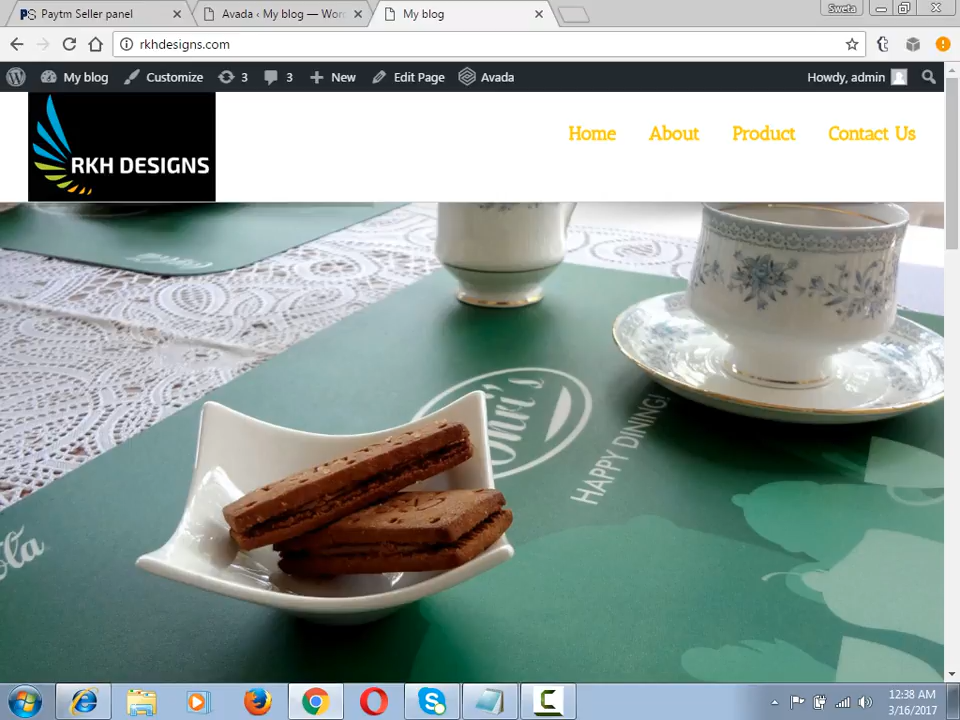 Paytm Seller panel
Avada ‹ My blog — Wor
My blog
Sweta
rkhdesigns.com
My blog
Customize
3
3
New
Edit Page
Avada
Howdy, admin
RKH DESIGNS
Home
About
Product
Contact Us
HAPPY DINING!
12:38 AM
3/16/2017